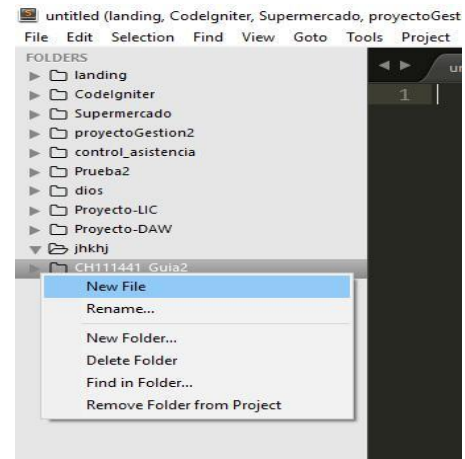 untitled (landing, CodeIgniter, Supermercado, proyectoGest
File Edit Selection Find View Goto Tools Project
FOLDERS
landing
CodeIgniter
Supermercado
proyectoGestion2
control_asistencia
Prueba2
dios
Proyecto-LIC
Proyecto-DAW
jhkhj
CH111441_Guia2
New File
Rename...
New Folder...
Delete Folder
Find in Folder...
Remove Folder from Project
un
1